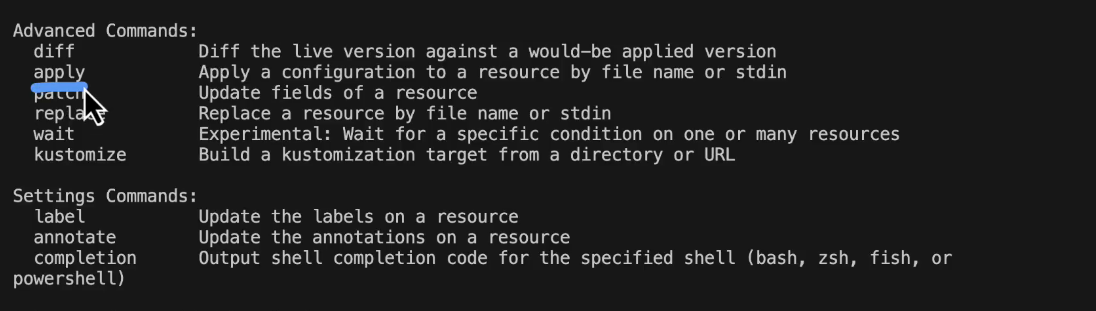 Advanced Commands:
  diff            Diff the live version against a would-be applied version
  apply           Apply a configuration to a resource by file name or stdin
  patch           Update fields of a resource
  replace         Replace a resource by file name or stdin
  wait            Experimental: Wait for a specific condition on one or many resources
  kustomize       Build a kustomization target from a directory or URL

Settings Commands:
  label           Update the labels on a resource
  annotate        Update the annotations on a resource
  completion      Output shell completion code for the specified shell (bash, zsh, fish, or
powershell)